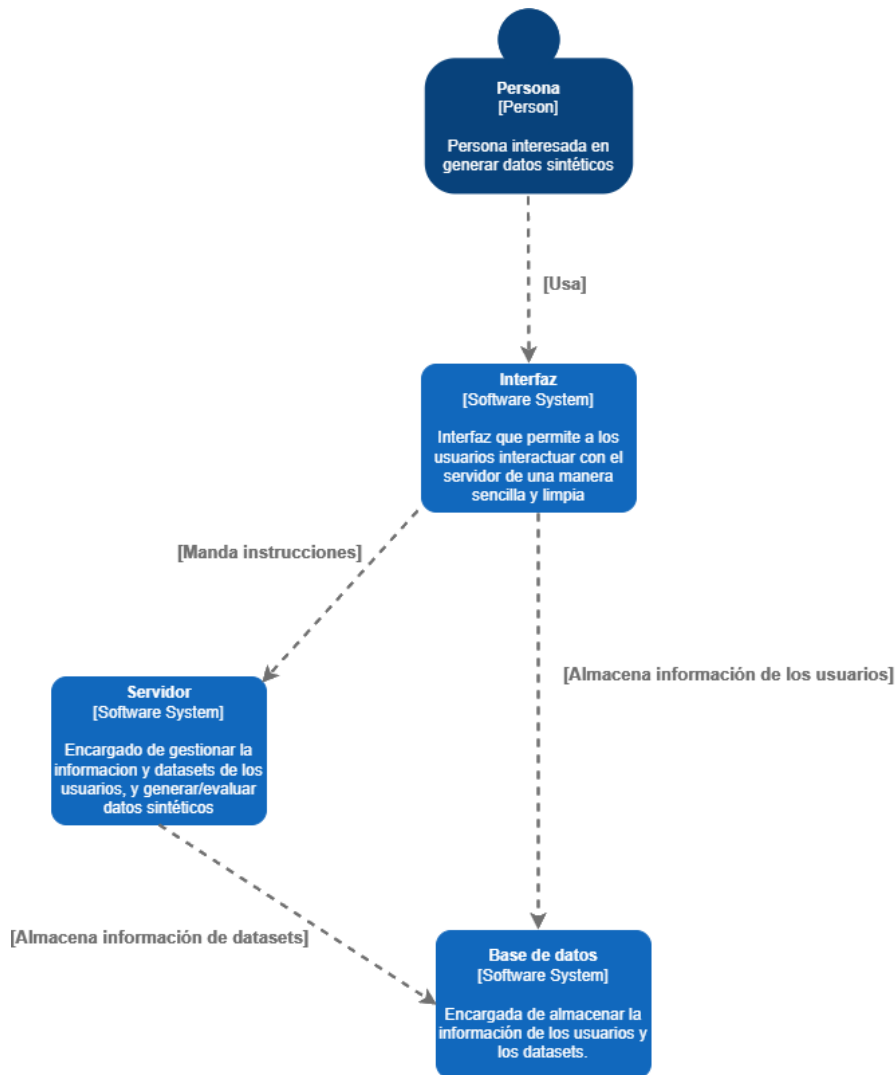 Persona
[Person]
Persona interesada en
generar datos sintéticos
[Usa]
Interfaz
[Software System]
Interfaz que permite a los
usuarios interactuar con el
servidor de una manera
sencilla y limpia
[Manda instrucciones]
[Almacena información de los usuarios]
Servidor
[Software System]
Encargado de gestionar la
informacion y datasets de los
usuarios, y generar/evaluar
datos sintéticos
[Almacena información de datasets]
Base de datos
[Software System]
Encargada de almacenar la
información de los usuarios y
los datasets.